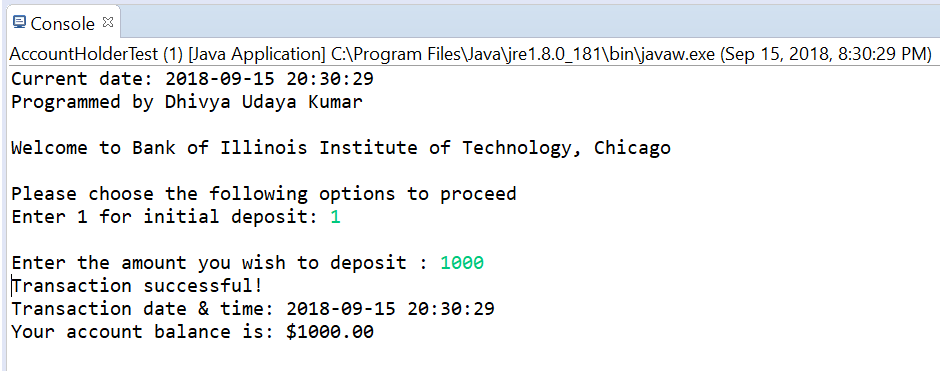 Console
AccountHolderTest (1) [Java Application] C:\Program Files\Java\jre1.8.0_181\bin\javaw.exe (Sep 15, 2018, 8:30:29 PM)
Current date: 2018-09-15 20:30:29
Programmed by Dhivya Udaya Kumar
Welcome to Bank of Illinois Institute of Technology, Chicago
Please choose the following options to proceed
Enter 1 for initial deposit: 1
Enter the amount you wish to deposit : 1000
Transaction successful!
Transaction date & time: 2018-09-15 20:30:29
Your account balance is: $1000.00